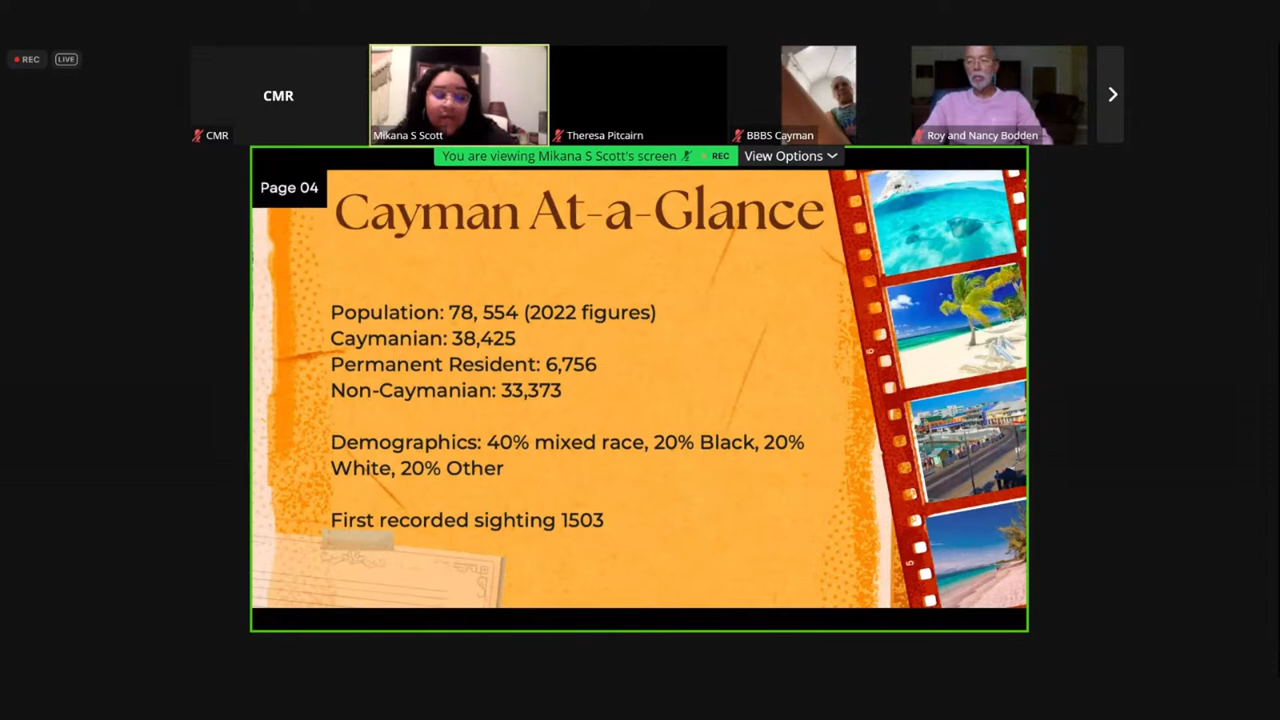 REC
LIVE
CMR
CMR
Mikana S Scott
Theresa Pitcairn
BBBS Cayman
Roy and Nancy Bodden
You are viewing Mikana S Scott's screen
REC
View Options
Page 04
Cayman At-a-Glance
Population: 78, 554 (2022 figures)
Caymanian: 38,425
Permanent Resident: 6,756
Non-Caymanian: 33,373
Demographics: 40% mixed race, 20% Black, 20%
White, 20% Other
First recorded sighting 1503
6
5